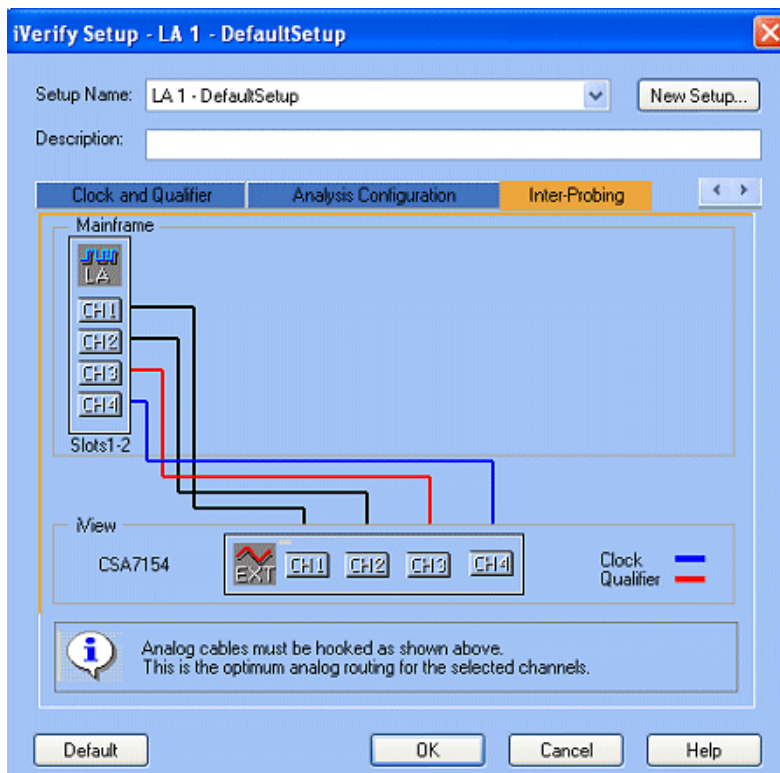 iVerify Setup - LA 1 - DefaultSetup
Setup Name: LA 1 - DefaultSetup New Setup...
Description:
Clock and Qualifier Analysis Configuration Inter-Probing
Mainframe
LA
CH1
CH2
CH3
CH4
Slots1-2
iView
CSA7154 EXT CH1 CH2 CH3 CH4 Clock
Qualifier
Analog cables must be hooked as shown above.
This is the optimum analog routing for the selected channels.
Default OK Cancel Help